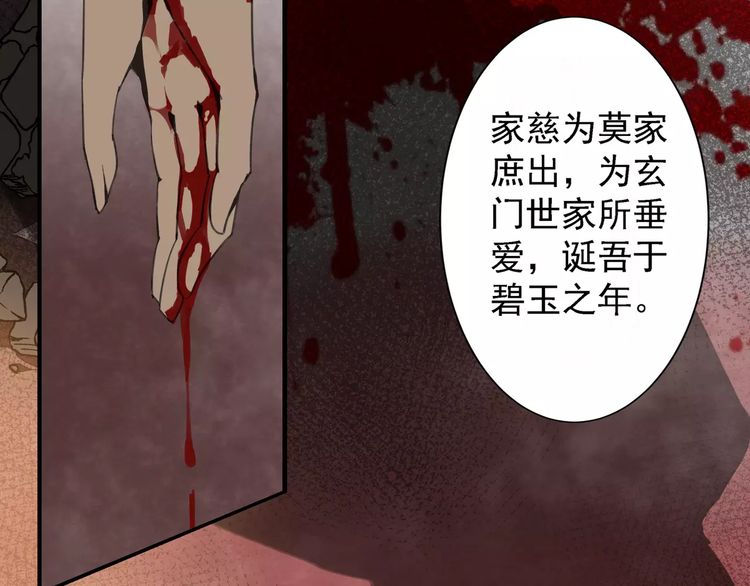 家慈为莫家
庶出，为玄
门世家所垂
爱，诞吾于
碧玉之年。